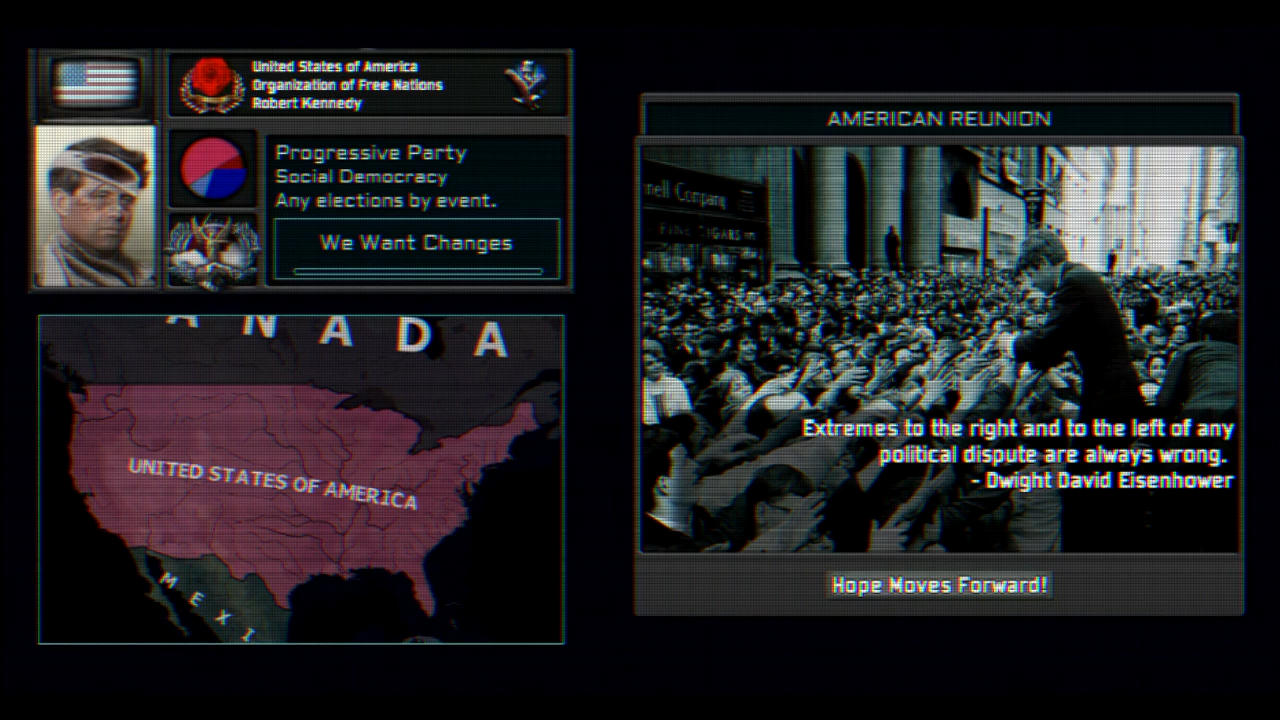 United States of America
Organization of Free Nations
Robert Kennedy
Progressive Party
Social Democracy
Any elections by event.
We Want Changes
ANADA
UNITED STATES OF AMERICA
MEXI
AMERICAN REUNION
nell Company
FINE CIGARS
Extremes to the right and to the left of any
political dispute are always wrong.
- Dwight David Eisenhower
Hope Moves Forward!